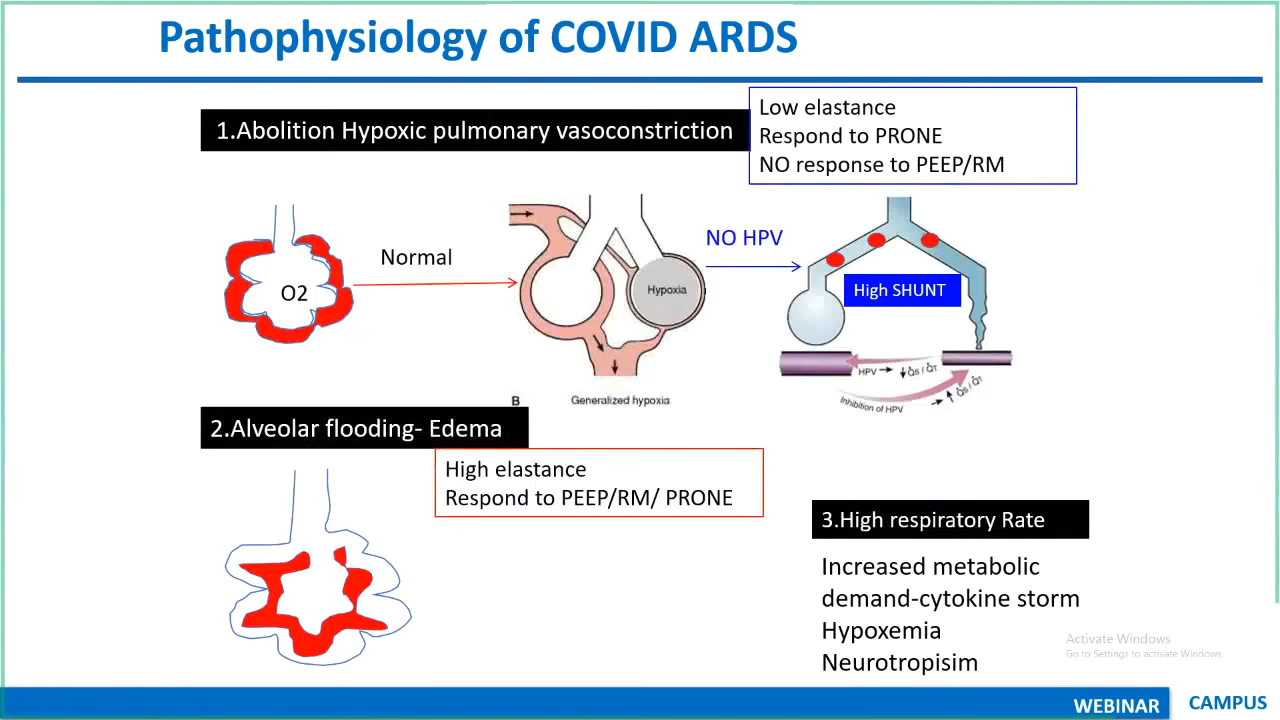 Pathophysiology of COVID ARDS
1.Abolition Hypoxic pulmonary vasoconstriction
Low elastance
Respond to PRONE
NO response to PEEP/RM
O2
Normal
Hypoxia
B
Generalized hypoxia
NO HPV
High SHUNT
HPV → ↓ Q̇S / Q̇T
Inhibition of HPV → ↑ Q̇S / Q̇T
2.Alveolar flooding- Edema
High elastance
Respond to PEEP/RM/ PRONE
3.High respiratory Rate
Increased metabolic
demand-cytokine storm
Hypoxemia
Neurotropisim
Activate Windows
Go to Settings to activate Windows.
WEBINAR
CAMPUS